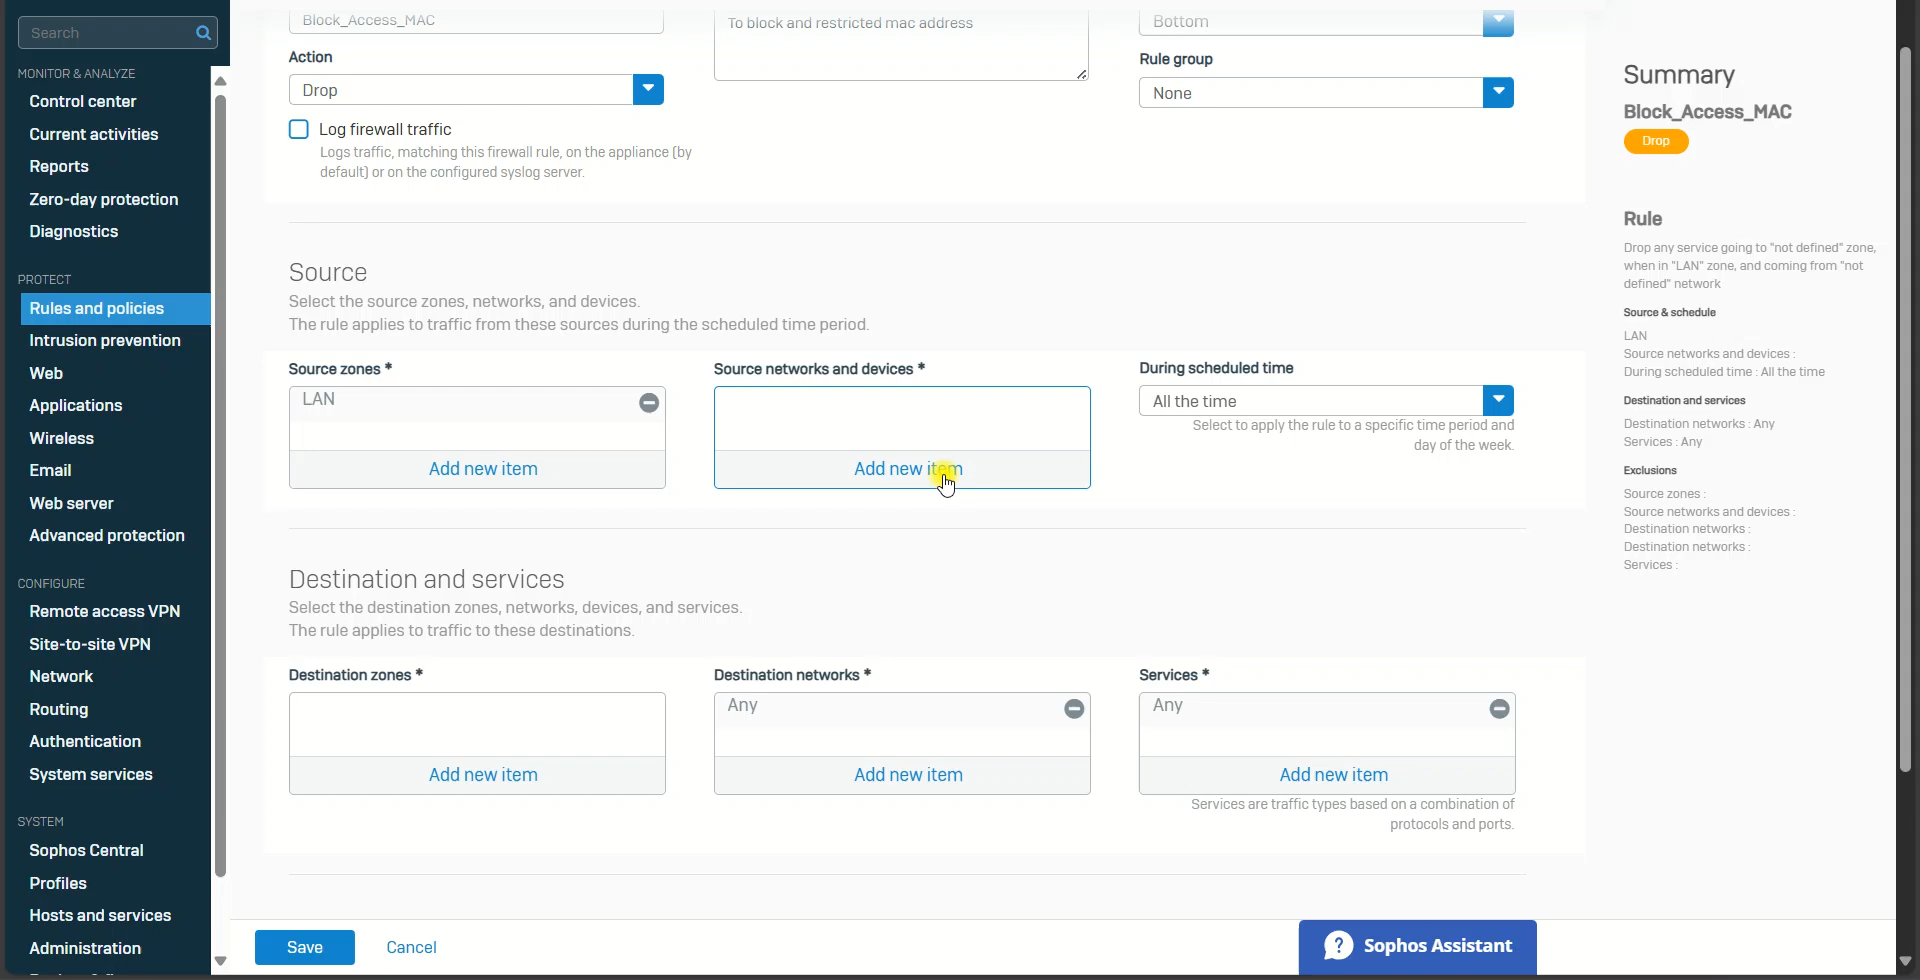 Search
MONITOR & ANALYZE
Control center
Current activities
Reports
Zero-day protection
Diagnostics
PROTECT
Rules and policies
Intrusion prevention
Web
Applications
Wireless
Email
Web server
Advanced protection
CONFIGURE
Remote access VPN
Site-to-site VPN
Network
Routing
Authentication
System services
SYSTEM
Sophos Central
Profiles
Hosts and services
Administration
Block_Access_MAC
Action
Drop
Log firewall traffic
Logs traffic, matching this firewall rule, on the appliance (by
default) or on the configured syslog server.
To block and restricted mac address
Bottom
Rule group
None
Source
Select the source zones, networks, and devices.
The rule applies to traffic from these sources during the scheduled time period.
Source zones *
LAN
Add new item
Source networks and devices *
Add new item
During scheduled time
All the time
Select to apply the rule to a specific time period and
day of the week.
Destination and services
Select the destination zones, networks, devices, and services.
The rule applies to traffic to these destinations.
Destination zones *
Add new item
Destination networks *
Any
Add new item
Services *
Any
Add new item
Services are traffic types based on a combination of
protocols and ports.
Save
Cancel
? Sophos Assistant
Summary
Block_Access_MAC
Drop
Rule
Drop any service going to "not defined" zone,
when in "LAN" zone, and coming from "not
defined" network
Source & schedule
LAN
Source networks and devices :
During scheduled time : All the time
Destination and services
Destination networks : Any
Services : Any
Exclusions
Source zones :
Source networks and devices :
Destination networks :
Destination networks :
Services :